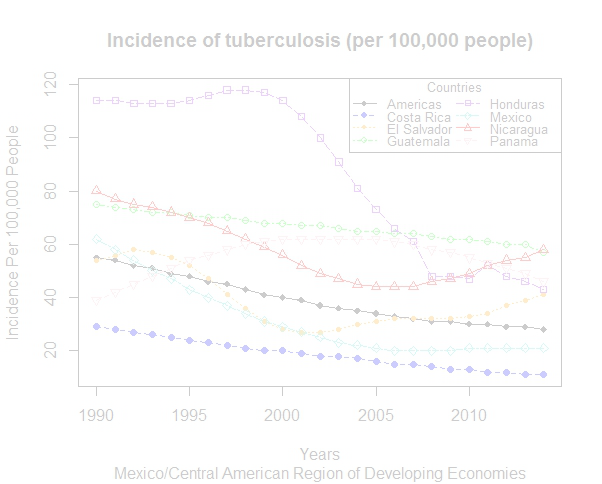 Incidence of tuberculosis (per 100,000 people)
Incidence Per 100,000 People
120
100
80
60
40
20
Countries
Americas
Costa Rica
El Salvador
Guatemala
Honduras
Mexico
Nicaragua
Panama
1990 1995 2000 2005 2010
Years
Mexico/Central American Region of Developing Economies